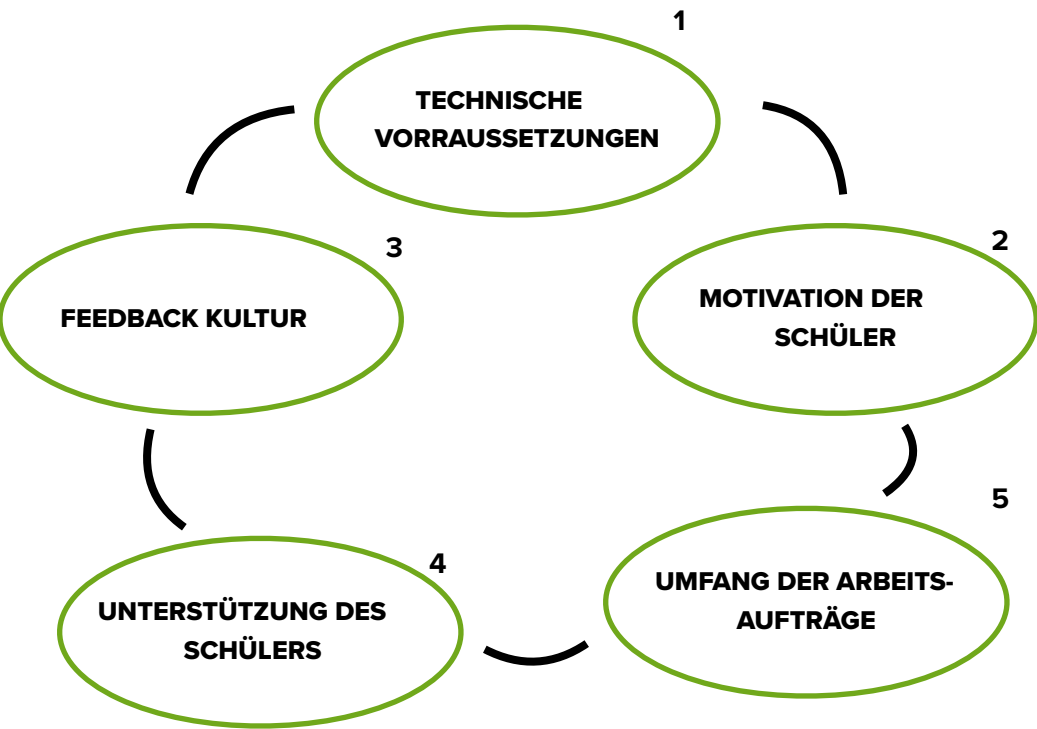 1
TECHNISCHE
VORRAUSSETZUNGEN
2
MOTIVATION DER
SCHÜLER
3
FEEDBACK KULTUR
4
UNTERSTÜTZUNG DES
SCHÜLERS
5
UMFANG DER ARBEITS-
AUFTRÄGE